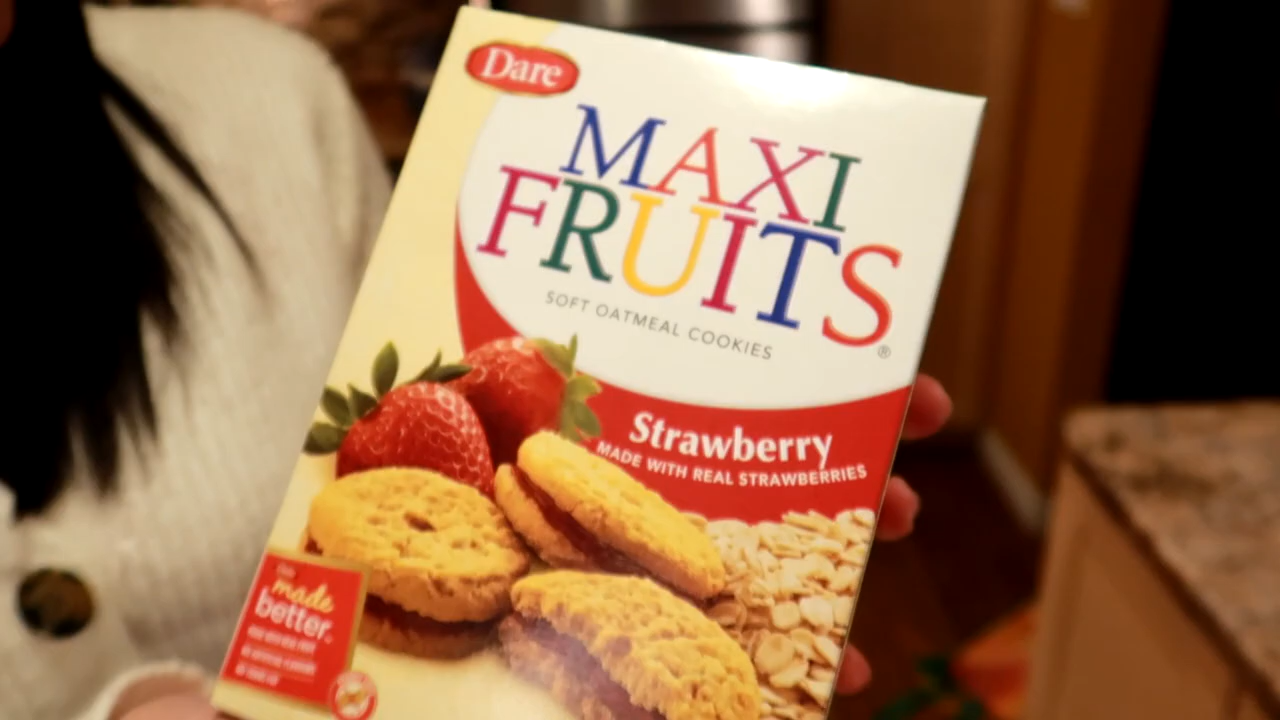 Dare
MAXI
FRUITS®
SOFT OATMEAL COOKIES
Strawberry
MADE WITH REAL STRAWBERRIES
made
better